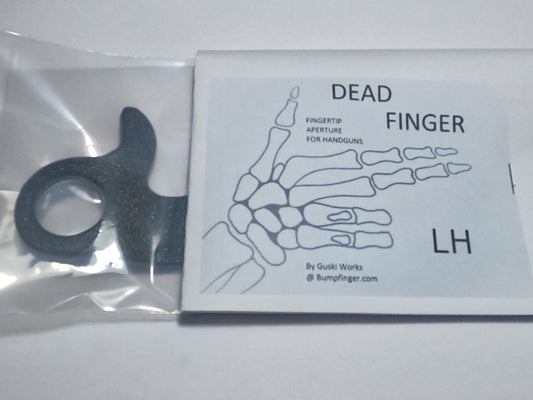 DEAD
FINGER
FINGERTIP
APERTURE
FOR HANDGUNS
LH
By Guski Works
@ Bumpfinger.com